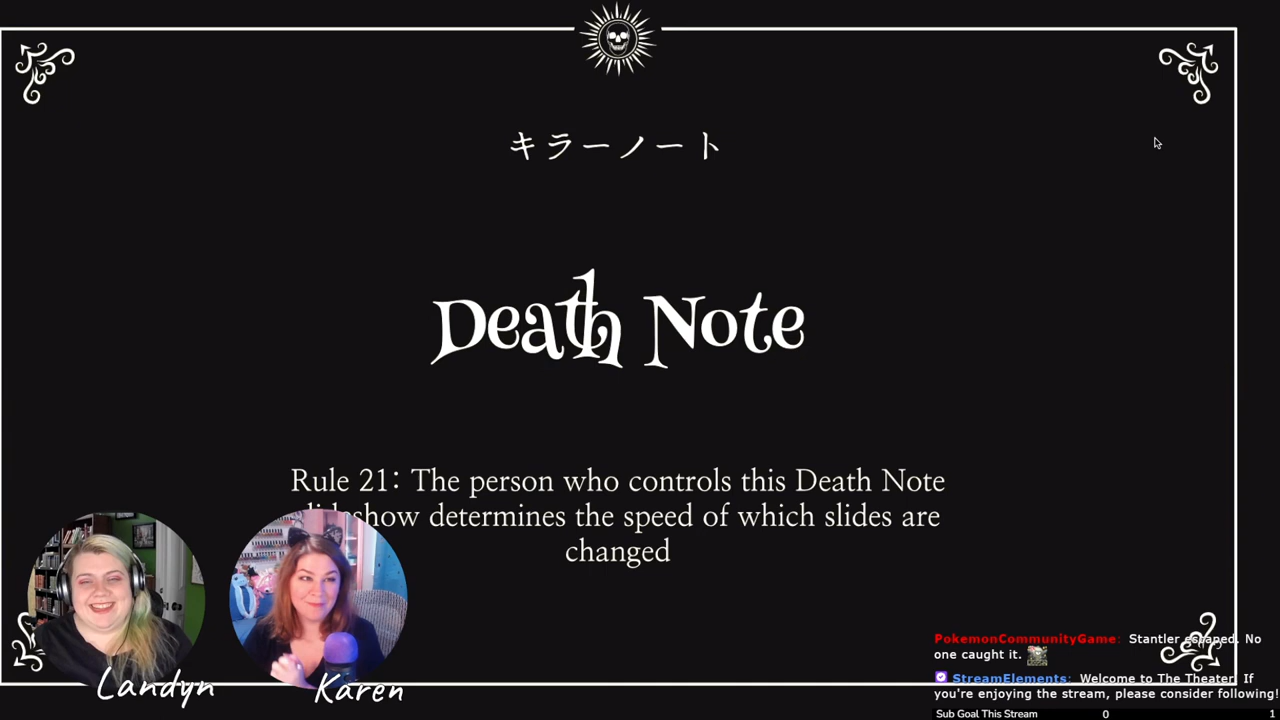 キラーノート
Death Note
Rule 21: The person who controls this Death Note
slideshow determines the speed of which slides are
changed
Landyn
Karen
PokemonCommunityGame: Stantler escaped. No
one caught it.
StreamElements: Welcome to The Theater. If
you're enjoying the stream, please consider following!
Sub Goal This Stream 0 1